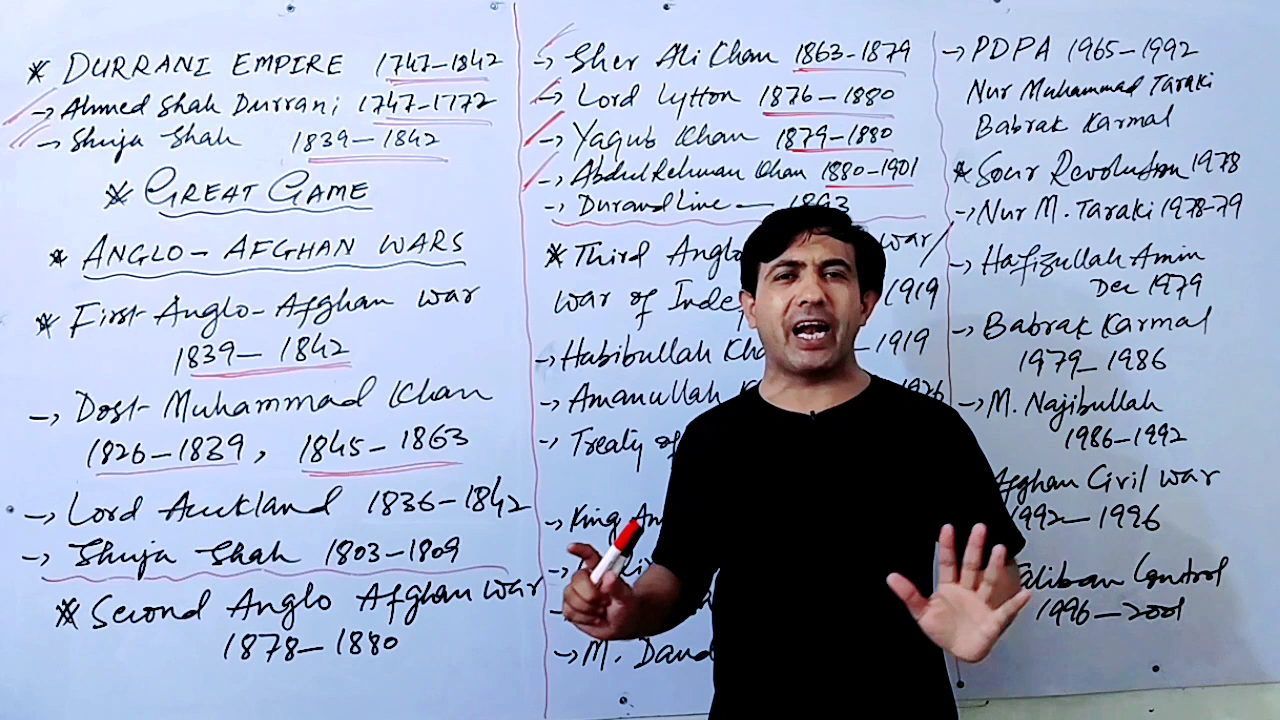 * DURRANI EMPIRE 1747-1842
→ Ahmed Shah Durrani 1747-1772
→ Shuja Shah 1839-1842
* GREAT GAME
* ANGLO-AFGHAN WARS
* First Anglo-Afghan War
1839-1842
→ Dost Muhammad Khan
1826-1839, 1845-1863
→ Lord Auckland 1836-1842
→ Shuja Shah 1803-1809
* Second Anglo Afghan War
1878-1880
→ Sher Ali Khan 1863-1879
→ Lord Lytton 1876-1880
→ Yaqub Khan 1879-1880
→ Abdul Rehman Khan 1880-1901
→ Durand Line — 1893
* Third Anglo War
War of 1919
→ Habibullah 1919
→ Amanullah
→ Treaty of
→ King
→ M. Daud
→ PDPA 1965-1992
Nur Muhammad Taraki
Babrak Karmal
* Sour Revolution 1978
→ Nur M. Taraki 1978-79
→ Hafizullah Amin
Dec 1979
→ Babrak Karmal
1979-1986
→ M. Najibullah
1986-1992
Afghan Civil War
1992-1996
Taliban Control
1996-2001